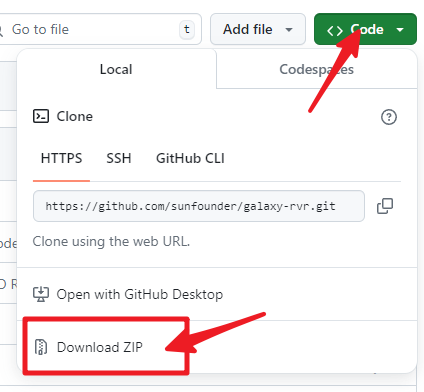 Go to file t Add file <> Code
Local Codespaces
Clone
HTTPS SSH GitHub CLI
https://github.com/sunfounder/galaxy-rvr.git
Clone using the web URL.
Open with GitHub Desktop
Download ZIP